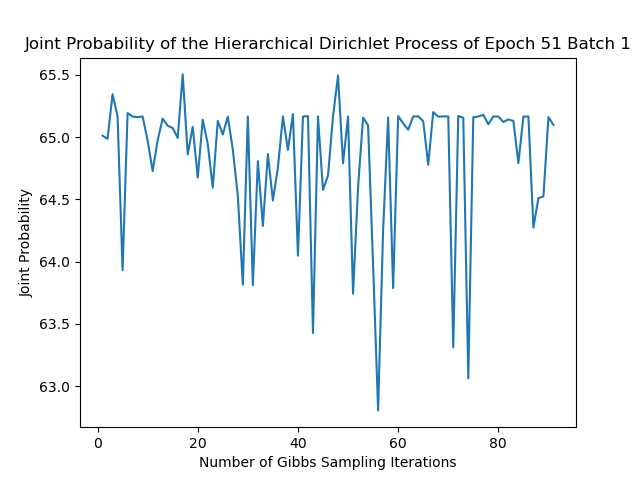 Joint Probability of the Hierarchical Dirichlet Process of Epoch 51 Batch 1
65.5
65.0
64.5
64.0
63.5
63.0
Joint Probability
0 20 40 60 80
Number of Gibbs Sampling Iterations